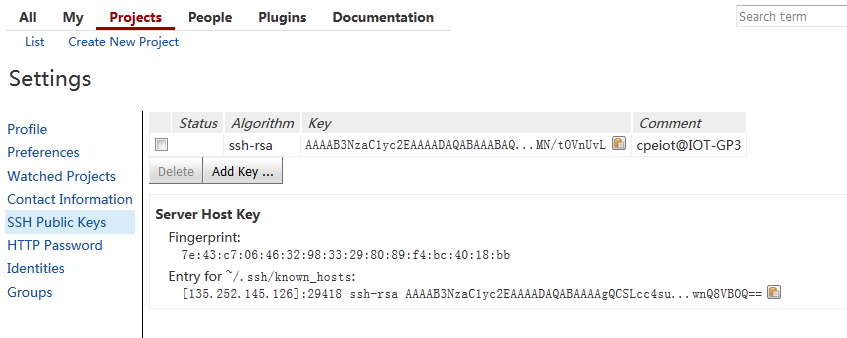 All My Projects People Plugins Documentation Search term
List Create New Project
Settings
Profile
Preferences
Watched Projects
Contact Information
SSH Public Keys
HTTP Password
Identities
Groups
Status Algorithm Key Comment
ssh-rsa AAAAB3NzaC1yc2EAAAADAQABAAABAQ...MN/tOVnUvL cpeiot@IOT-GP3
Delete Add Key ...
Server Host Key
Fingerprint:
7e:43:c7:06:46:32:98:33:29:80:89:f4:bc:40:18:bb
Entry for ~/.ssh/known_hosts:
[135.252.145.126]:29418 ssh-rsa AAAAB3NzaC1yc2EAAAADAQABAAAAgQCSLcc4su...wnQ8VBOQ==